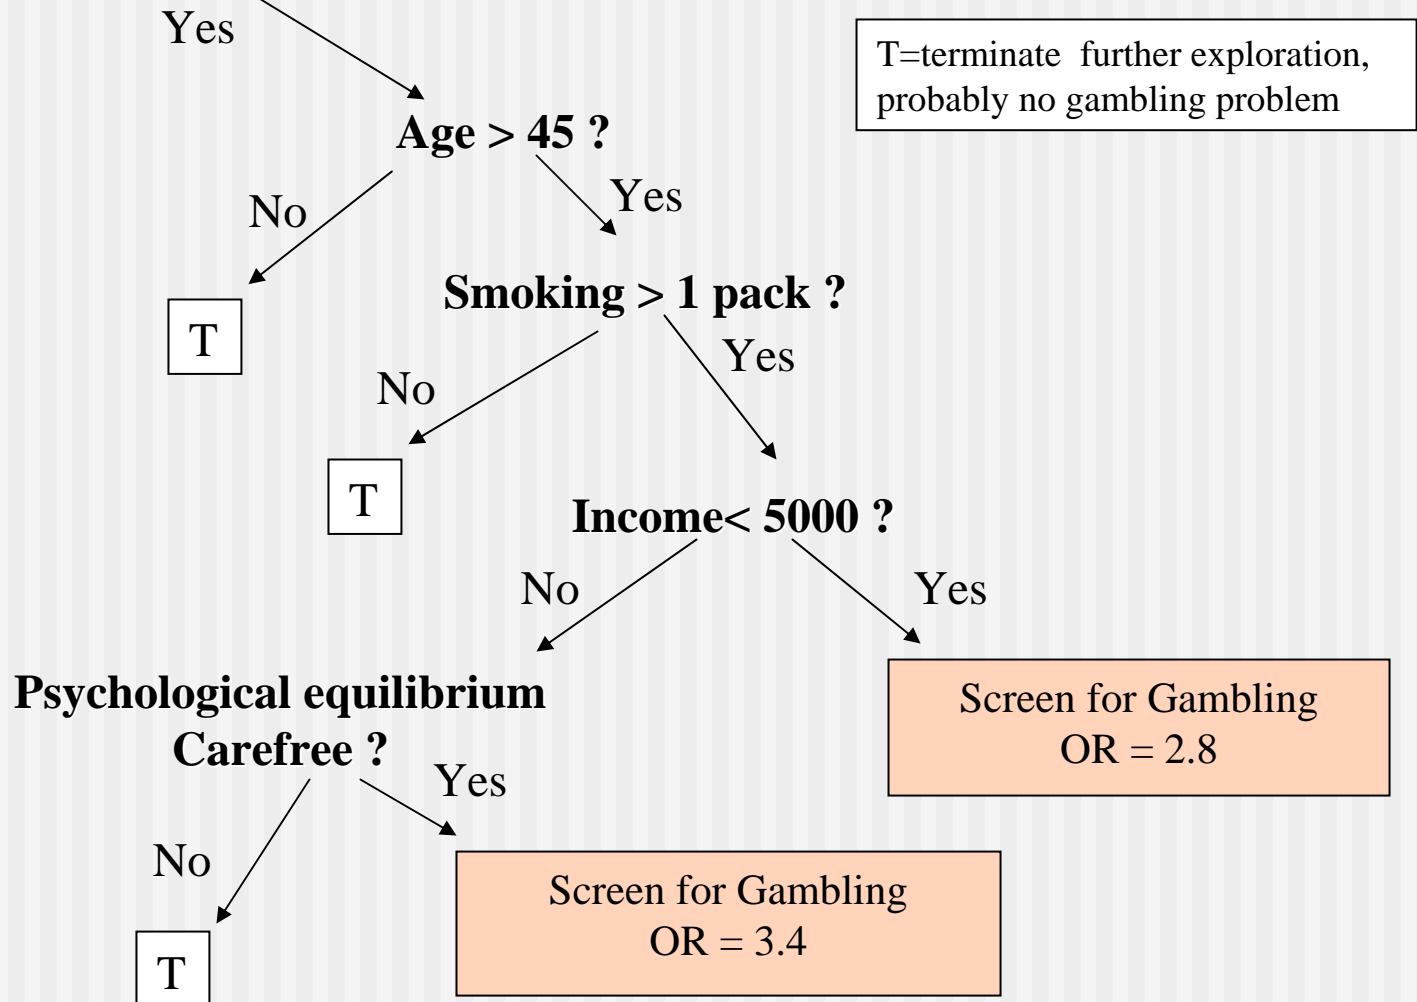 Yes
T=terminate  further exploration,
probably no gambling problem
Age > 45 ?
No
Yes
T
Smoking > 1 pack ?
No
Yes
T
Income< 5000 ?
No
Yes
Psychological equilibrium
Carefree ?
Screen for Gambling
OR = 2.8
No
Yes
T
Screen for Gambling
OR = 3.4